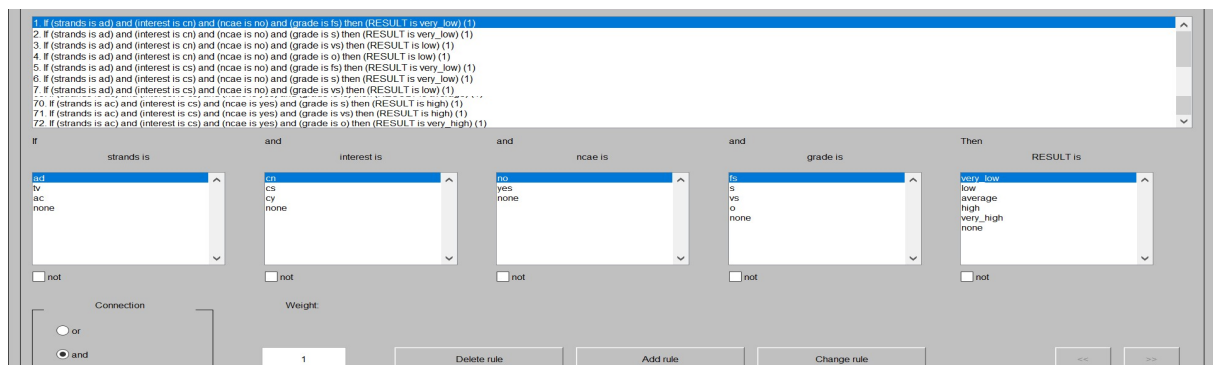 1. If (strands is ad) and (interest is cn) and (ncae is no) and (grade is fs) then (RESULT is very_low) (1)
2. If (strands is ad) and (interest is cn) and (ncae is no) and (grade is s) then (RESULT is very_low) (1)
3. If (strands is ad) and (interest is cn) and (ncae is no) and (grade is vs) then (RESULT is low) (1)
4. If (strands is ad) and (interest is cn) and (ncae is no) and (grade is o) then (RESULT is low) (1)
5. If (strands is ad) and (interest is cs) and (ncae is no) and (grade is fs) then (RESULT is very_low) (1)
6. If (strands is ad) and (interest is cs) and (ncae is no) and (grade is s) then (RESULT is very_low) (1)
7. If (strands is ad) and (interest is cs) and (ncae is no) and (grade is vs) then (RESULT is low) (1)
70. If (strands is ac) and (interest is cs) and (ncae is yes) and (grade is s) then (RESULT is high) (1)
71. If (strands is ac) and (interest is cs) and (ncae is yes) and (grade is vs) then (RESULT is high) (1)
72. If (strands is ac) and (interest is cs) and (ncae is yes) and (grade is o) then (RESULT is very_high) (1)
If and and and Then
strands is interest is ncae is grade is RESULT is
ad cn no fs very_low
tv cs yes s low
ac cy none vs average
none none o high
none very_high
none
not not not not not
Connection Weight:
or
and 1 Delete rule Add rule Change rule << >>